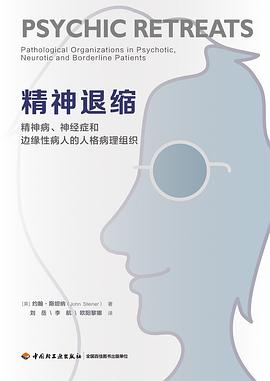 PSYCHIC RETREATS
Pathological Organizations in Psychotic,
Neurotic and Borderline Patients
精神退缩
精神病、神经症和
边缘性病人的人格病理组织
[英] 约翰·斯坦纳 (John Steiner) 著
刘岳 \ 李航 \ 欧阳黎娜 译
中国轻工业出版社 全国百佳图书出版单位